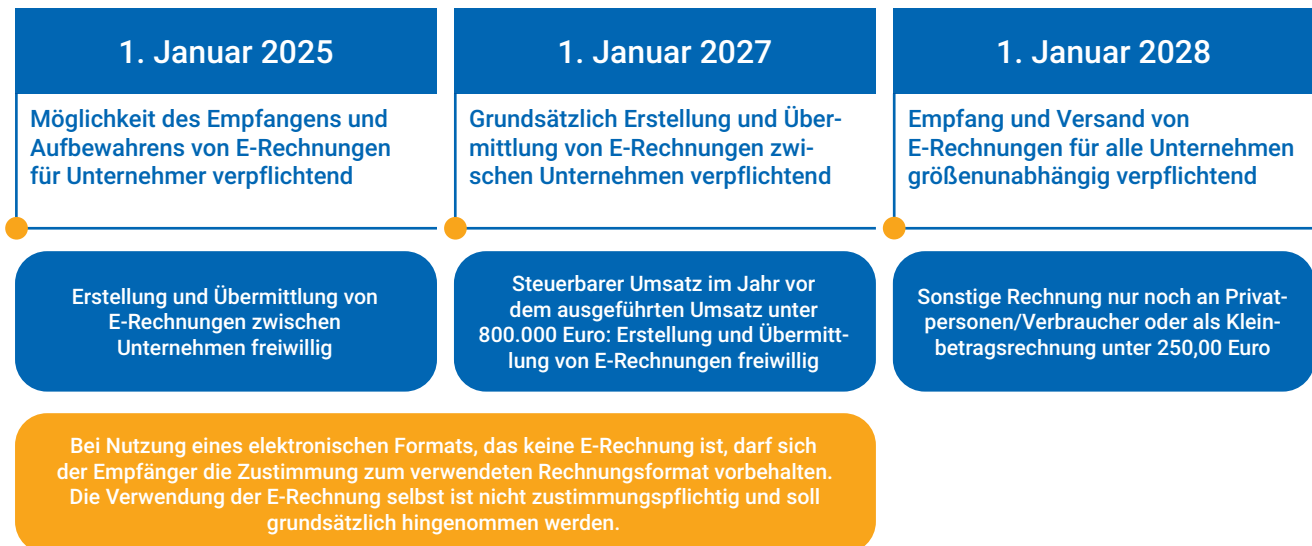 1. Januar 2025
Möglichkeit des Empfangens und
Aufbewahrens von E-Rechnungen
für Unternehmer verpflichtend
Erstellung und Übermittlung von
E-Rechnungen zwischen
Unternehmen freiwillig
1. Januar 2027
Grundsätzlich Erstellung und Über-
mittlung von E-Rechnungen zwi-
schen Unternehmen verpflichtend
Steuerbarer Umsatz im Jahr vor
dem ausgeführten Umsatz unter
800.000 Euro: Erstellung und Übermitt-
lung von E-Rechnungen freiwillig
1. Januar 2028
Empfang und Versand von
E-Rechnungen für alle Unternehmen
größenunabhängig verpflichtend
Sonstige Rechnung nur noch an Privat-
personen/Verbraucher oder als Klein-
betragsrechnung unter 250,00 Euro
Bei Nutzung eines elektronischen Formats, das keine E-Rechnung ist, darf sich
der Empfänger die Zustimmung zum verwendeten Rechnungsformat vorbehalten.
Die Verwendung der E-Rechnung selbst ist nicht zustimmungspflichtig und soll
grundsätzlich hingenommen werden.